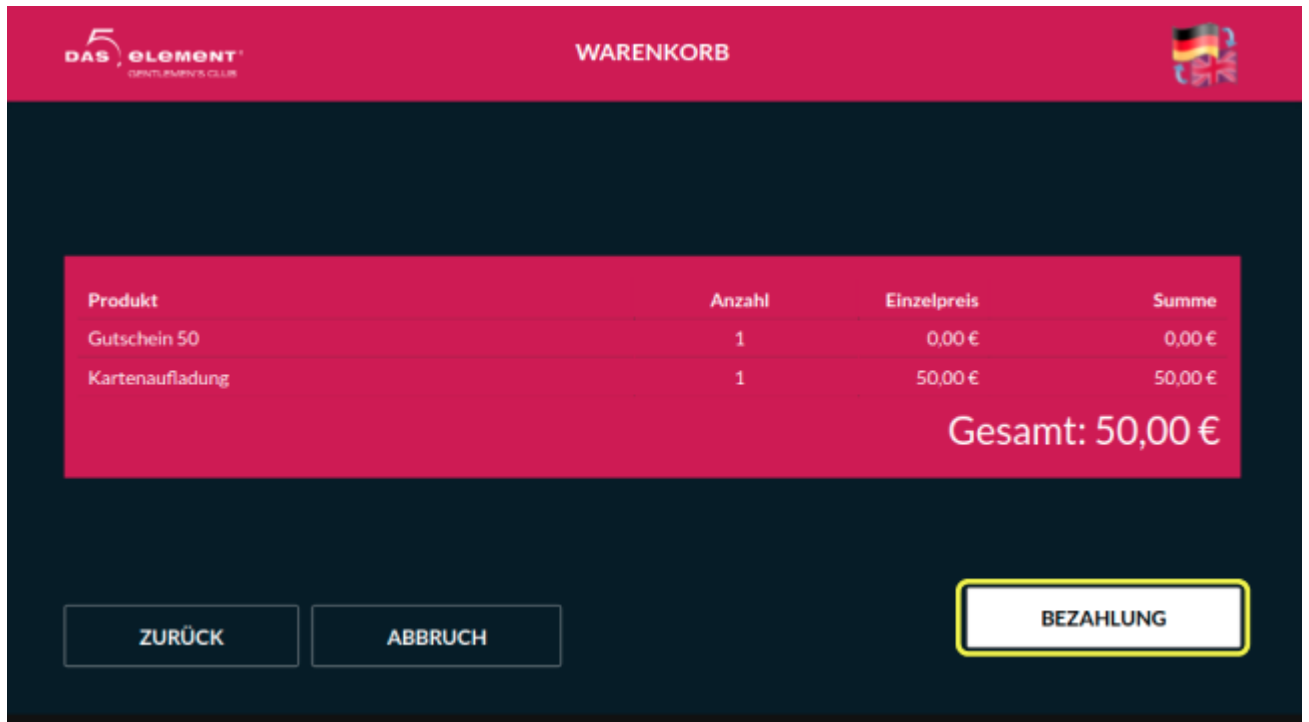 5
DAS element
GENTLEMEN'S CLUB
WARENKORB
Produkt Anzahl Einzelpreis Summe
Gutschein 50 1 0,00 € 0,00 €
Kartenaufladung 1 50,00 € 50,00 €
Gesamt: 50,00 €
ZURÜCK ABBRUCH BEZAHLUNG